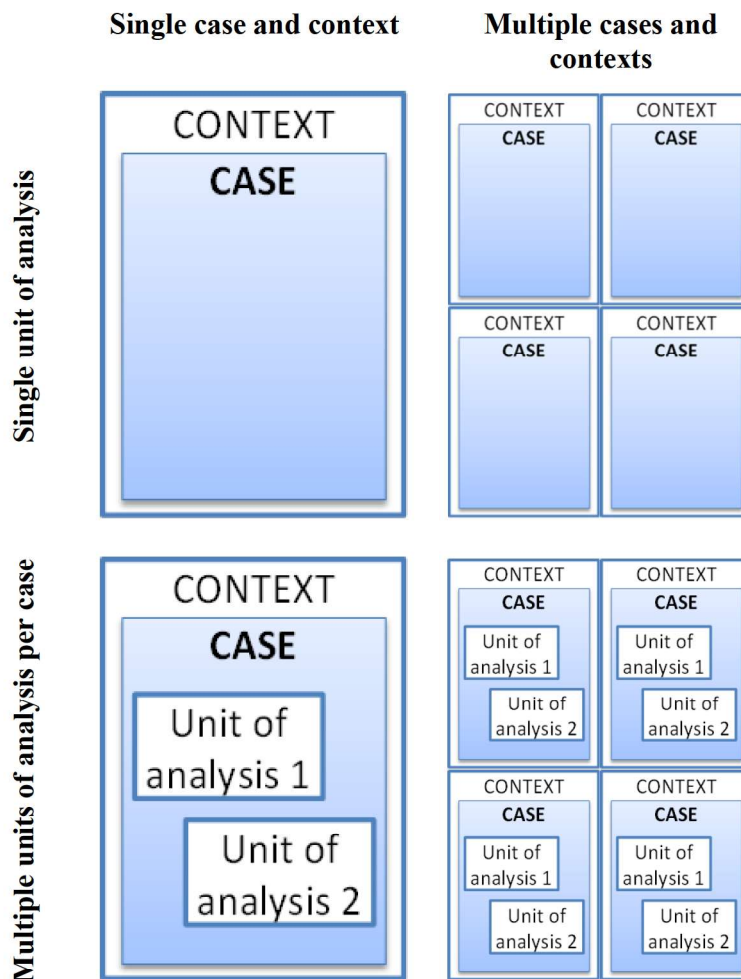 Single case and context
Multiple cases and
contexts
Single unit of analysis
CONTEXT
CASE
CONTEXT
CASE
CONTEXT
CASE
CONTEXT
CASE
CONTEXT
CASE
Multiple units of analysis per case
CONTEXT
CASE
Unit of
analysis 1
Unit of
analysis 2
CONTEXT
CASE
Unit of
analysis 1
Unit of
analysis 2
CONTEXT
CASE
Unit of
analysis 1
Unit of
analysis 2
CONTEXT
CASE
Unit of
analysis 1
Unit of
analysis 2
CONTEXT
CASE
Unit of
analysis 1
Unit of
analysis 2